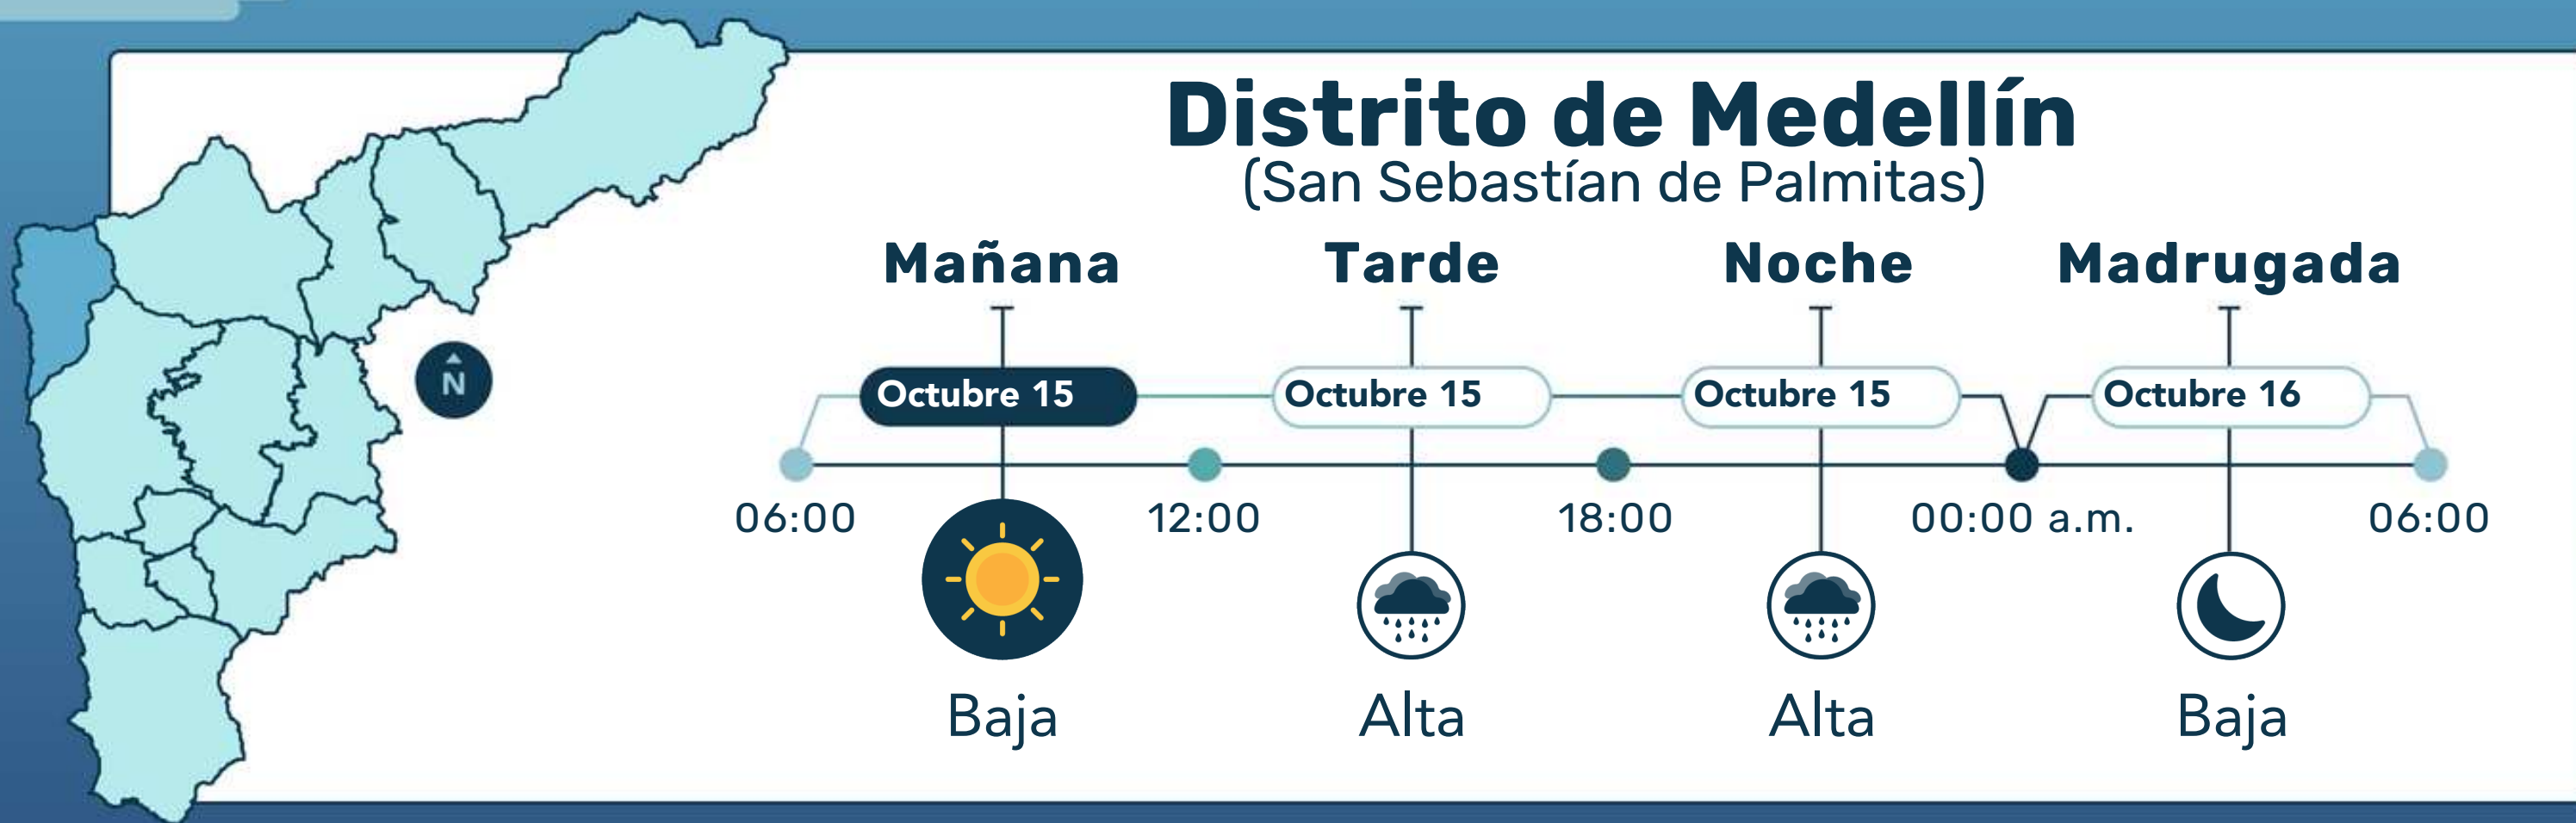 Distrito de Medellín
(San Sebastían de Palmitas)
Mañana Tarde Noche Madrugada
N
Octubre 15 Octubre 15 Octubre 15 Octubre 16
06:00 12:00 18:00 00:00 a.m. 06:00
Baja Alta Alta Baja